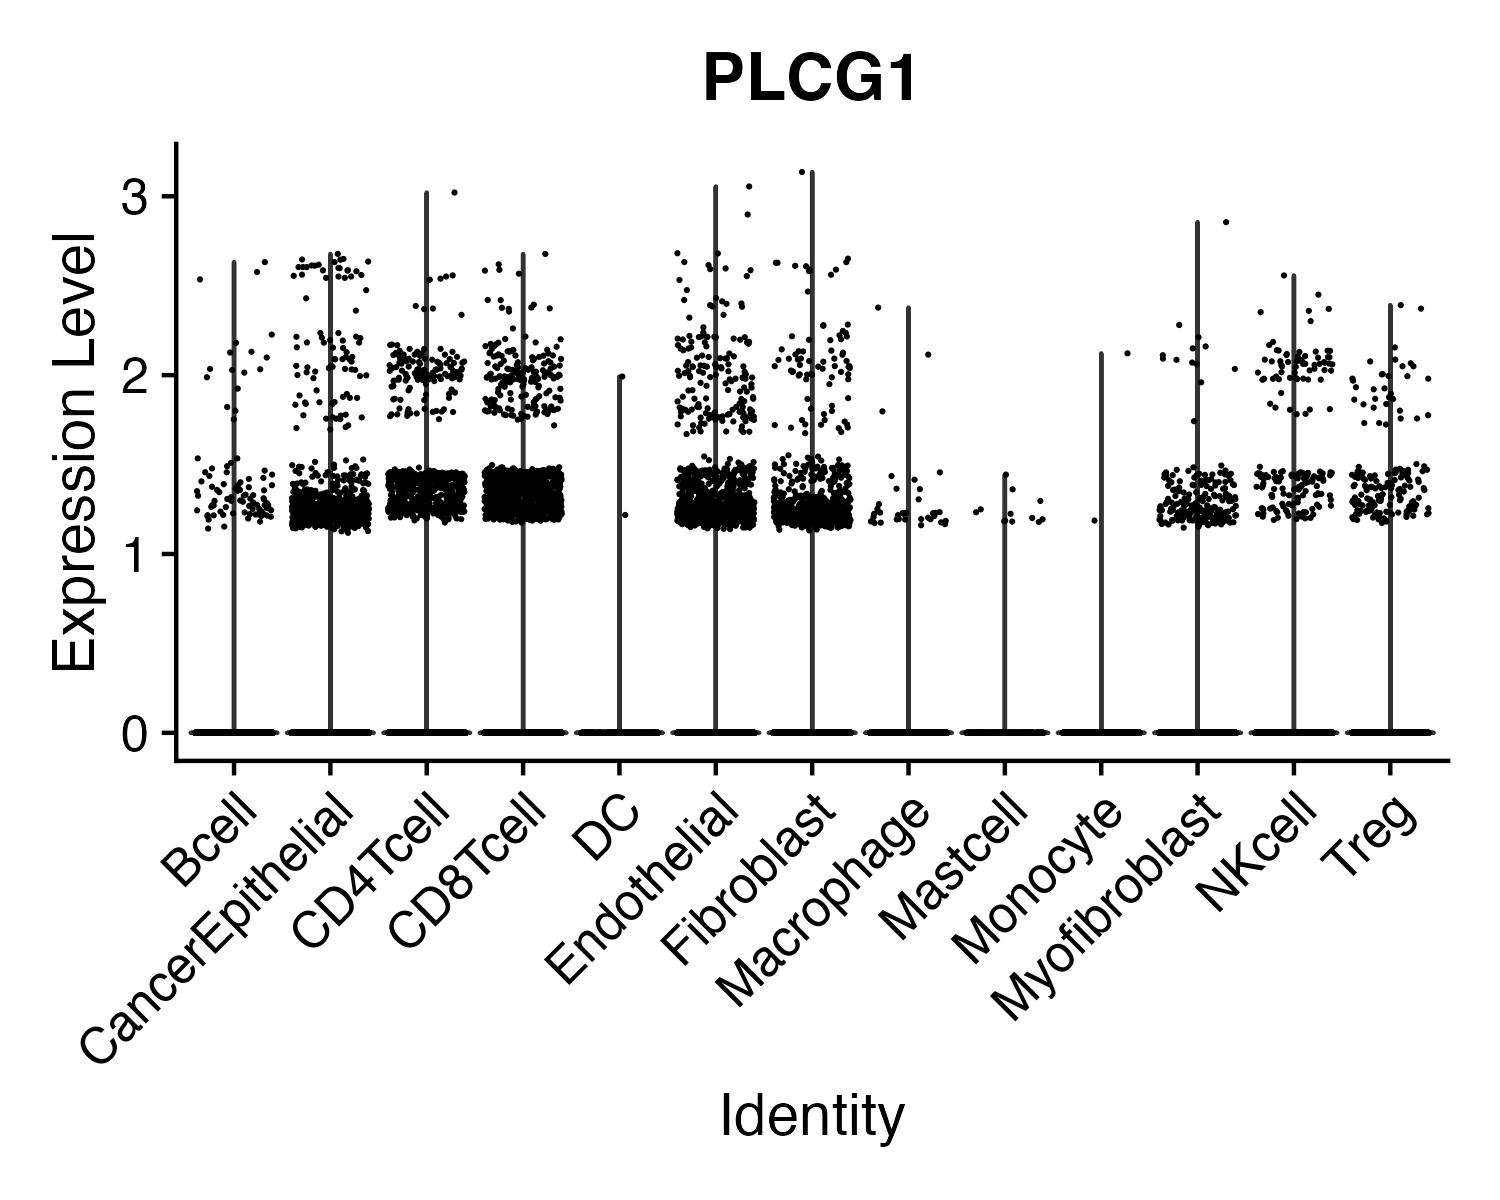 PLCG1
Expression Level
3
2
1
0
Bcell
CancerEpithelial
CD4Tcell
CD8Tcell
DC
Endothelial
Fibroblast
Macrophage
Mastcell
Monocyte
Myofibroblast
NKcell
Treg
Identity